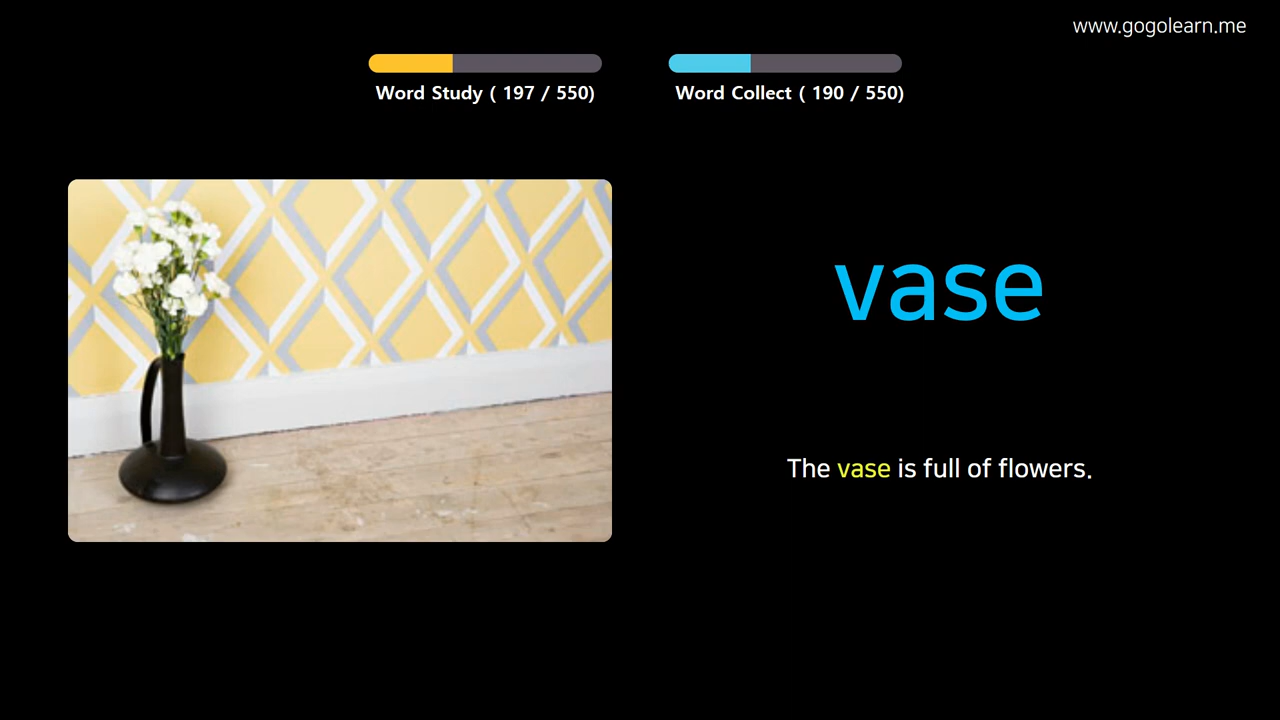 www.gogolearn.me
Word Study ( 197 / 550)
Word Collect ( 190 / 550)
vase
The vase is full of flowers.